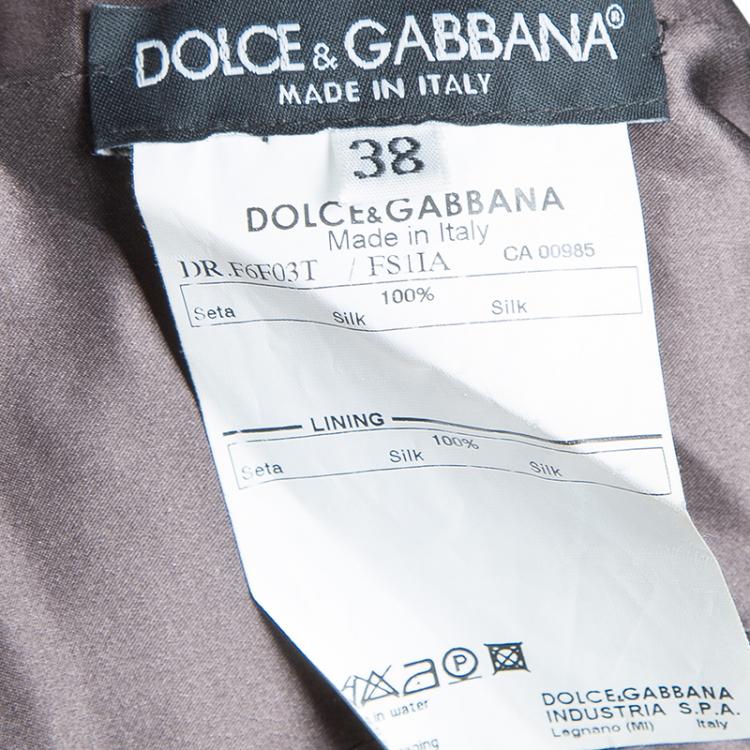 DOLCE & GABBANA®
MADE IN ITALY
38
DOLCE&GABBANA
Made in Italy
DR F6F03T / FS1IA CA 00985
100%
Seta Silk Silk
LINING
100%
Seta Silk Silk
a P
in water
DOLCE&GABBANA
INDUSTRIA S.P.A.
Legnano (MI) Italy